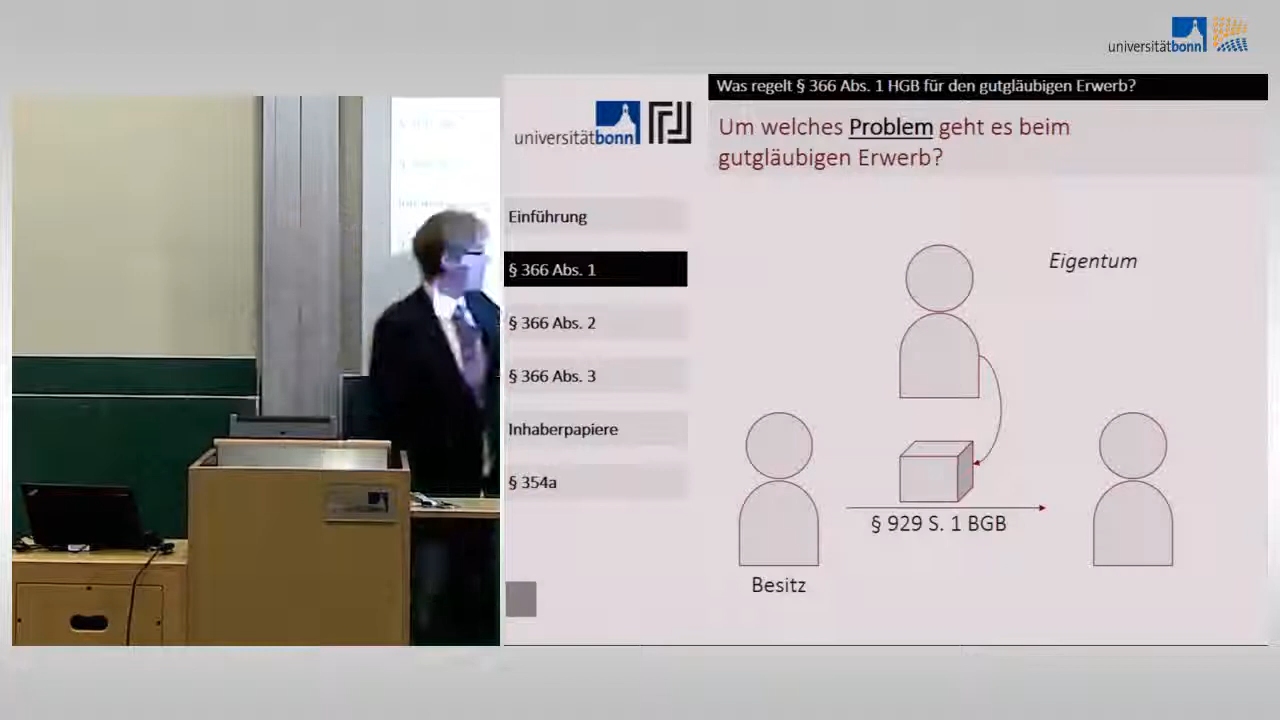 universitätbonn
Was regelt § 366 Abs. 1 HGB für den gutgläubigen Erwerb?
universitätbonn
Um welches Problem geht es beim
gutgläubigen Erwerb?
Einführung
§ 366 Abs. 1
§ 366 Abs. 2
§ 366 Abs. 3
Inhaberpapiere
§ 354a
Eigentum
§ 929 S. 1 BGB
Besitz